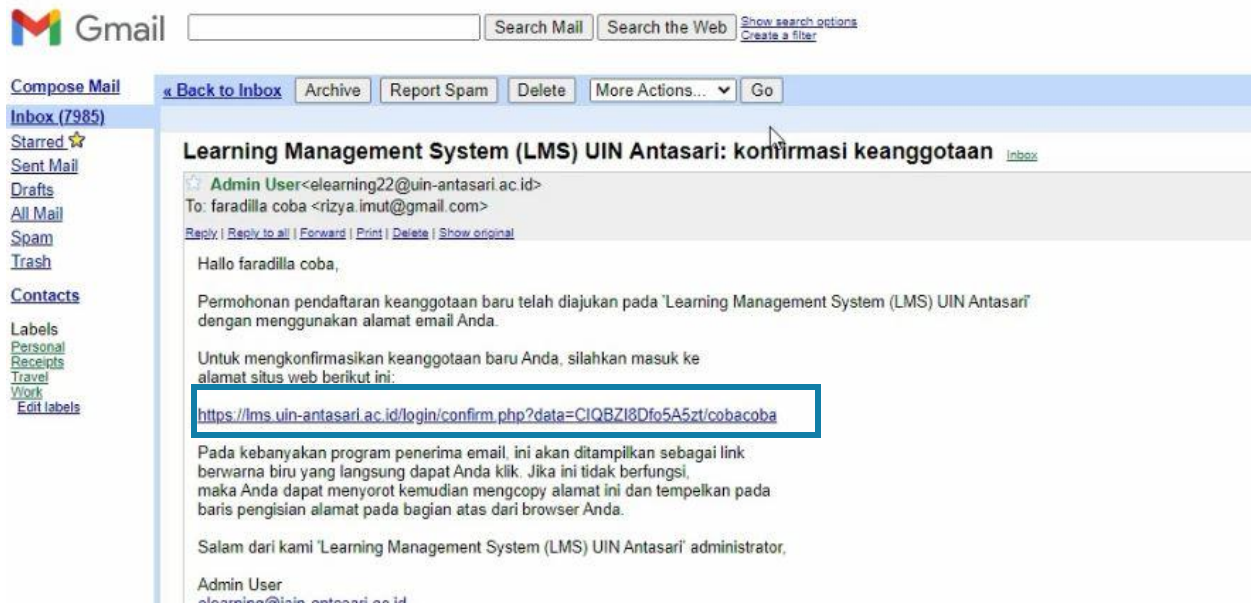 Gmail
Search Mail Search the Web Show search options
Create a filter
Compose Mail
Inbox (7985)
Starred
Sent Mail
Drafts
All Mail
Spam
Trash
Contacts
Labels
Personal
Receipts
Travel
Work
Edit labels
« Back to Inbox Archive Report Spam Delete More Actions... Go
Learning Management System (LMS) UIN Antasari: konfirmasi keanggotaan Inbox
Admin User<elearning22@uin-antasari.ac.id>
To: faradilla coba <rizya.imut@gmail.com>
Reply | Reply to all | Forward | Print | Delete | Show original
Hallo faradilla coba,
Permohonan pendaftaran keanggotaan baru telah diajukan pada 'Learning Management System (LMS) UIN Antasari'
dengan menggunakan alamat email Anda.
Untuk mengkonfirmasikan keanggotaan baru Anda, silahkan masuk ke
alamat situs web berikut ini:
https://lms.uin-antasari.ac.id/login/confirm.php?data=CIQBZI8Dfo5A5zt/cobacoba
Pada kebanyakan program penerima email, ini akan ditampilkan sebagai link
berwarna biru yang langsung dapat Anda klik. Jika ini tidak berfungsi,
maka Anda dapat menyorot kemudian mengcopy alamat ini dan tempelkan pada
baris pengisian alamat pada bagian atas dari browser Anda.
Salam dari kami 'Learning Management System (LMS) UIN Antasari' administrator,
Admin User